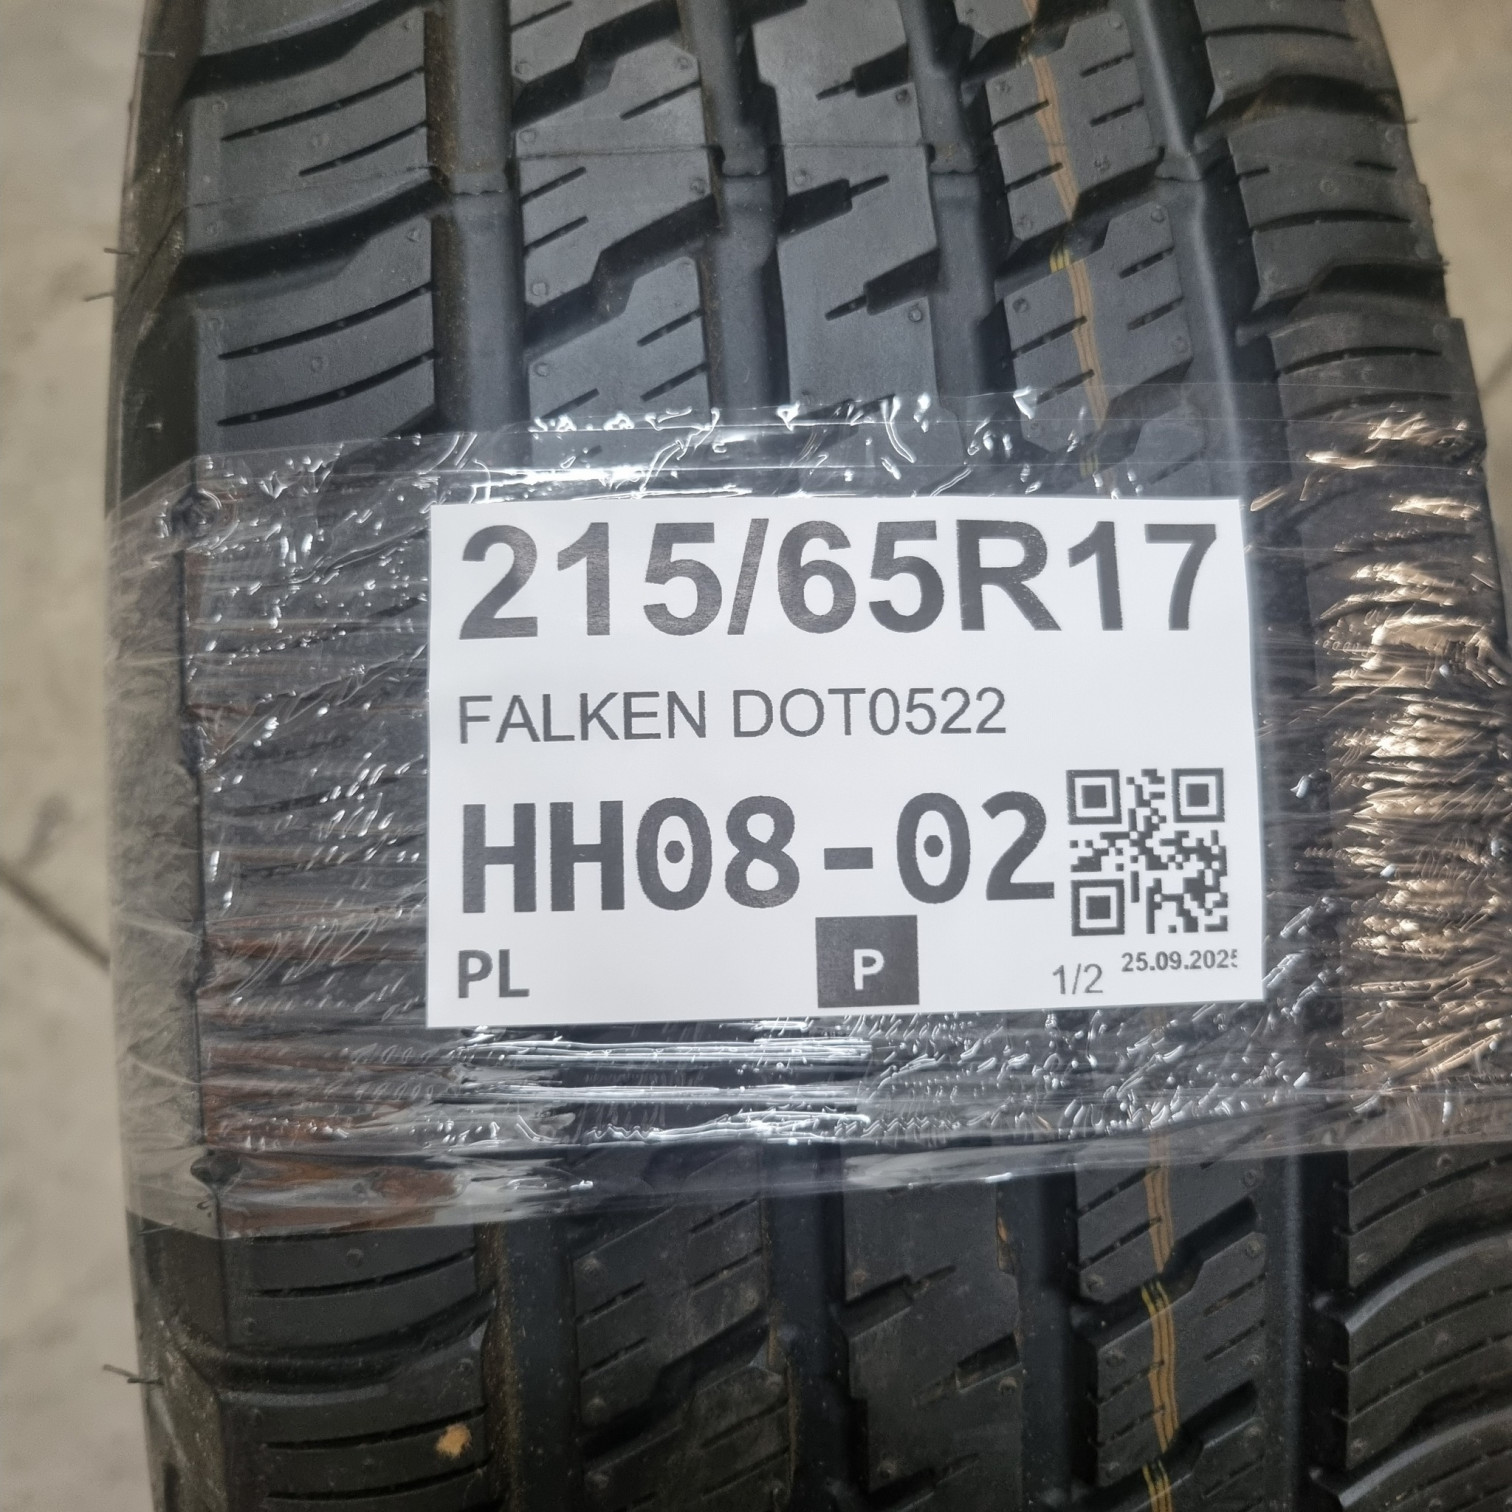 215/65R17
FALKEN DOT0522
HH08-02
PL
P
1/2
25.09.2025